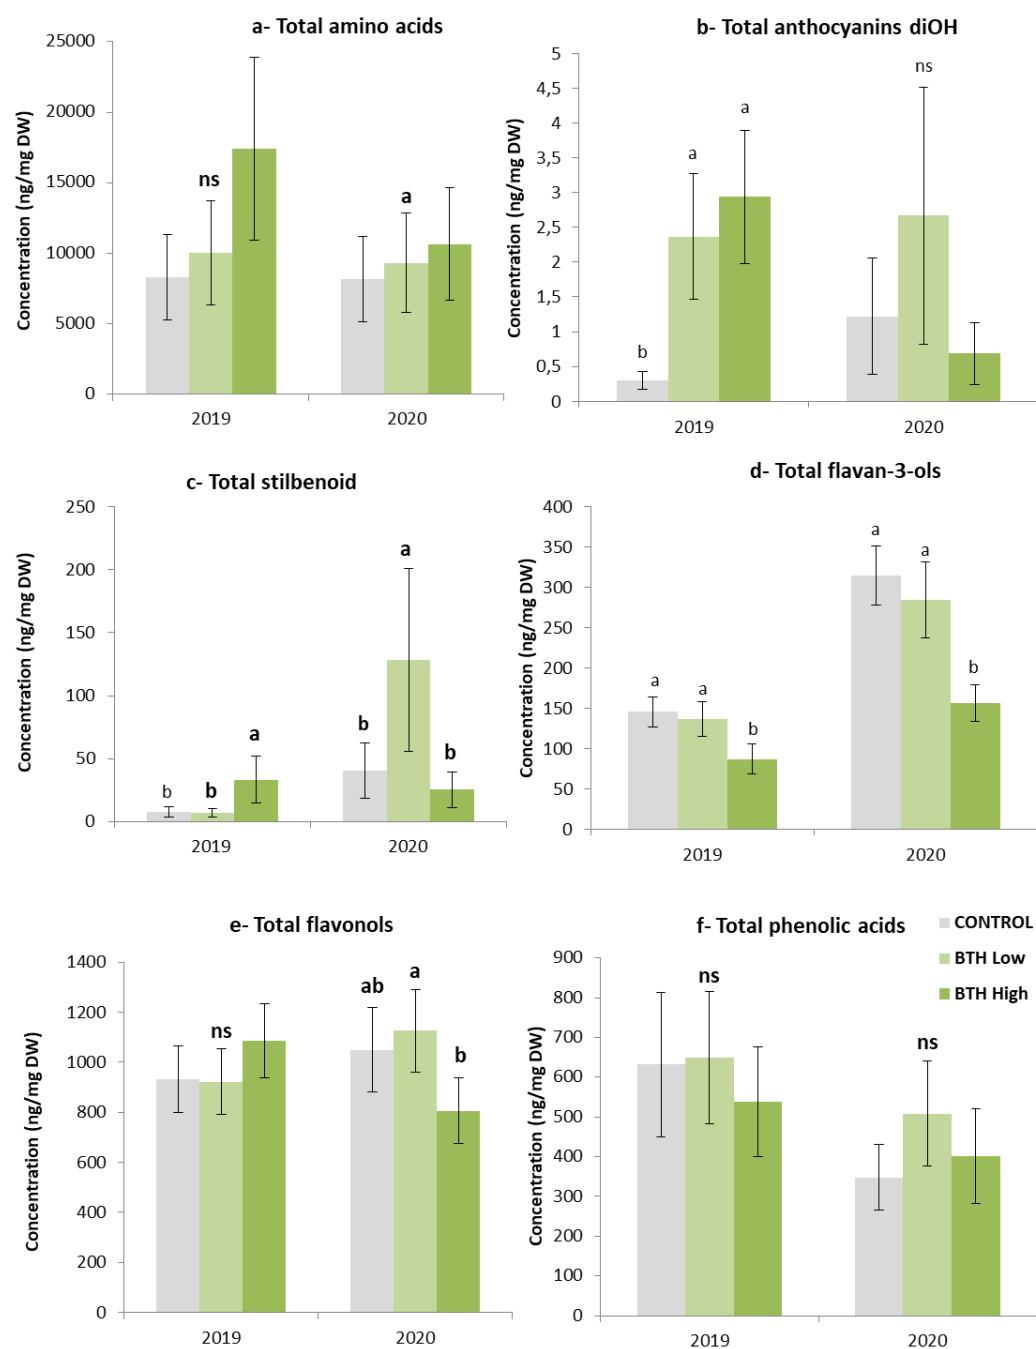 a- Total amino acids
Concentration (ng/mg DW)
25000
20000
15000
10000
5000
0
ns
a
2019
2020
b- Total anthocyanins diOH
Concentration (ng/mg DW)
5
4,5
4
3,5
3
2,5
2
1,5
1
0,5
0
b
a
a
ns
2019
2020
c- Total stilbenoid
Concentration (ng/mg DW)
250
200
150
100
50
0
b
b
a
b
a
b
2019
2020
d- Total flavan-3-ols
Concentration (ng/mg DW)
400
350
300
250
200
150
100
50
0
a
a
b
a
a
b
2019
2020
e- Total flavonols
Concentration (ng/mg DW)
1400
1200
1000
800
600
400
200
0
ns
ab
a
b
2019
2020
f- Total phenolic acids
Concentration (ng/mg DW)
900
800
700
600
500
400
300
200
100
0
ns
ns
2019
2020
CONTROL
BTH Low
BTH High